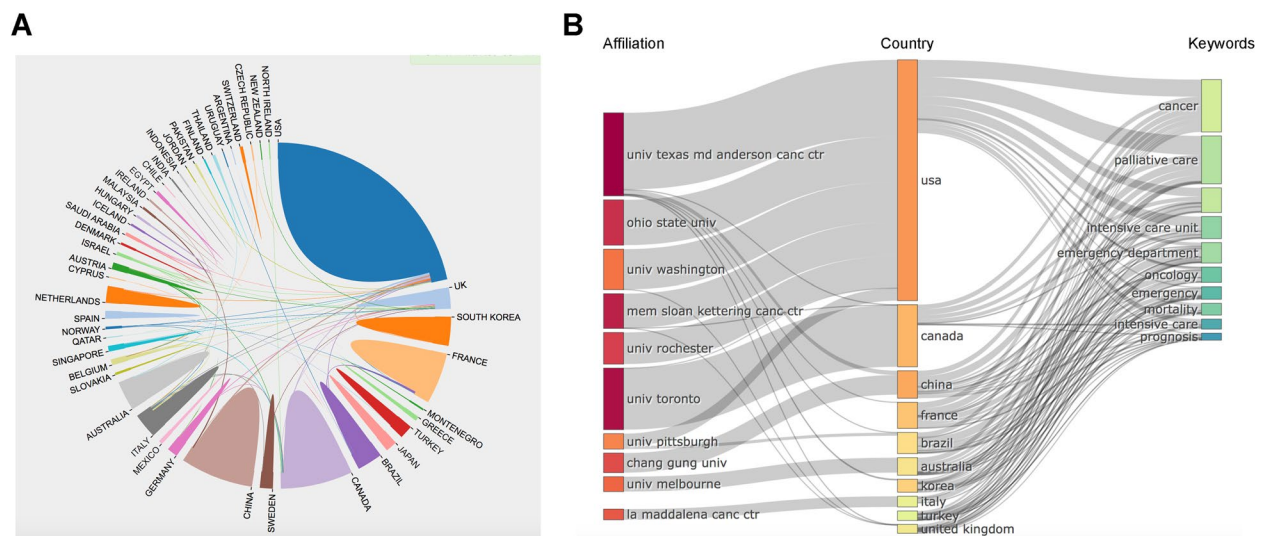 A
B
Affiliation
Country
Keywords
USA
UK
SOUTH KOREA
FRANCE
MONTENEGRO
GREECE
TURKEY
JAPAN
BRAZIL
CANADA
SWEDEN
CHINA
GERMANY
MEXICO
ITALY
AUSTRALIA
SLOVAKIA
BELGIUM
SINGAPORE
QATAR
NORWAY
SPAIN
NETHERLANDS
CYPRUS
AUSTRIA
ISRAEL
DENMARK
SAUDI ARABIA
ICELAND
HUNGARY
MALAYSIA
IRELAND
EGYPT
CHILE
INDIA
INDONESIA
JORDAN
PAKISTAN
FINLAND
THAILAND
URUGUAY
ARGENTINA
SWITZERLAND
CZECH REPUBLIC
NEW ZEALAND
NORTH IRELAND
univ texas md anderson canc ctr
ohio state univ
univ washington
mem sloan kettering canc ctr
univ rochester
univ toronto
univ pittsburgh
chang gung univ
univ melbourne
la maddalena canc ctr
usa
canada
china
france
brazil
australia
korea
italy
turkey
united kingdom
cancer
palliative care
intensive care unit
emergency department
oncology
emergency
mortality
intensive care
prognosis